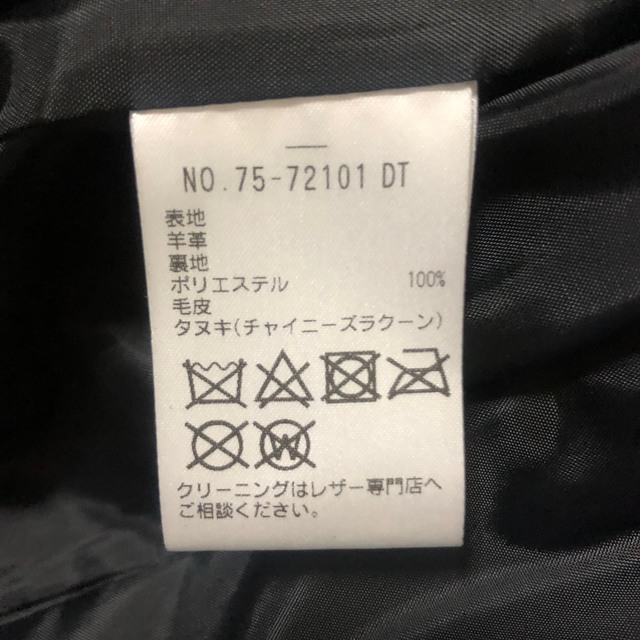 NO.75-72101 DT
表地
羊革
裏地
ポリエステル 100%
毛皮
タヌキ(チャイニーズラクーン)
W
クリーニングはレザー専門店へ
ご相談ください。